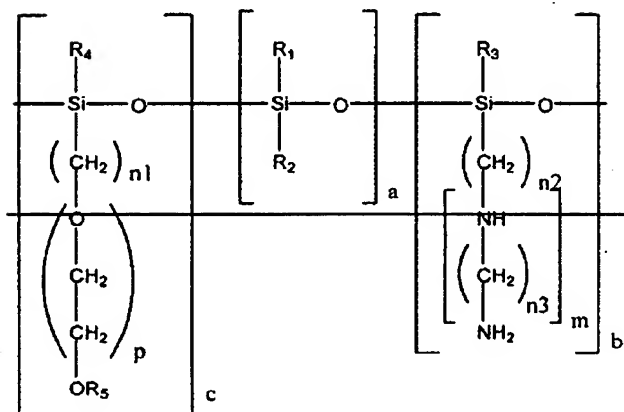 R4 R1 R3
Si O Si O Si O
(CH2)n1 R2 (CH2)n2
a
O NH
CH2 (CH2)n3
CH2 p NH2 m
b
OR5 c